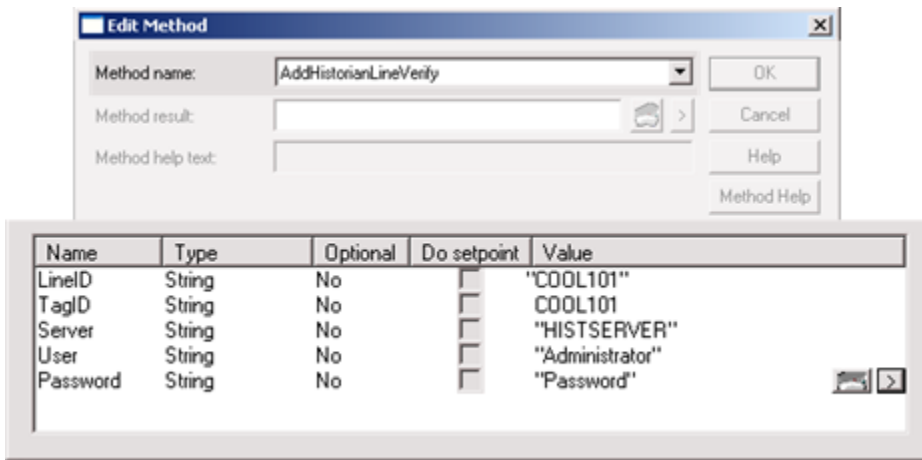 Edit Method
Method name: AddHistorianLineVerify OK
Method result: > Cancel
Method help text: Help
Method Help
Name Type Optional Do setpoint Value
LineID String No "COOL101"
TagID String No COOL101
Server String No "HISTSERVER"
User String No "Administrator"
Password String No "Password" >